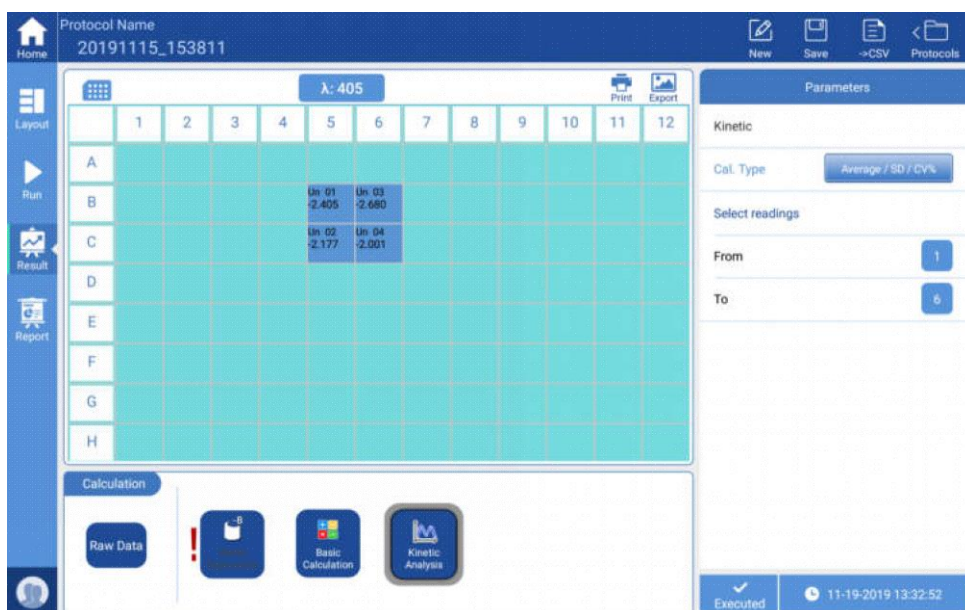 Protocol Name
20191115_153811
Home
New
Save
->CSV
Protocols
Layout
Run
Result
Report
λ: 405
Print
Export
1 2 3 4 5 6 7 8 9 10 11 12
A
B
C
D
E
F
G
H
Un 01
-2.405
Un 03
-2.680
Un 02
-2.177
Un 04
-2.001
Parameters
Kinetic
Cal. Type
Average / SD / CV%
Select readings
From
1
To
6
Calculation
Raw Data
!
-B
Basic
Calculation
Kinetic
Analysis
Executed
11-19-2019 13:32:52